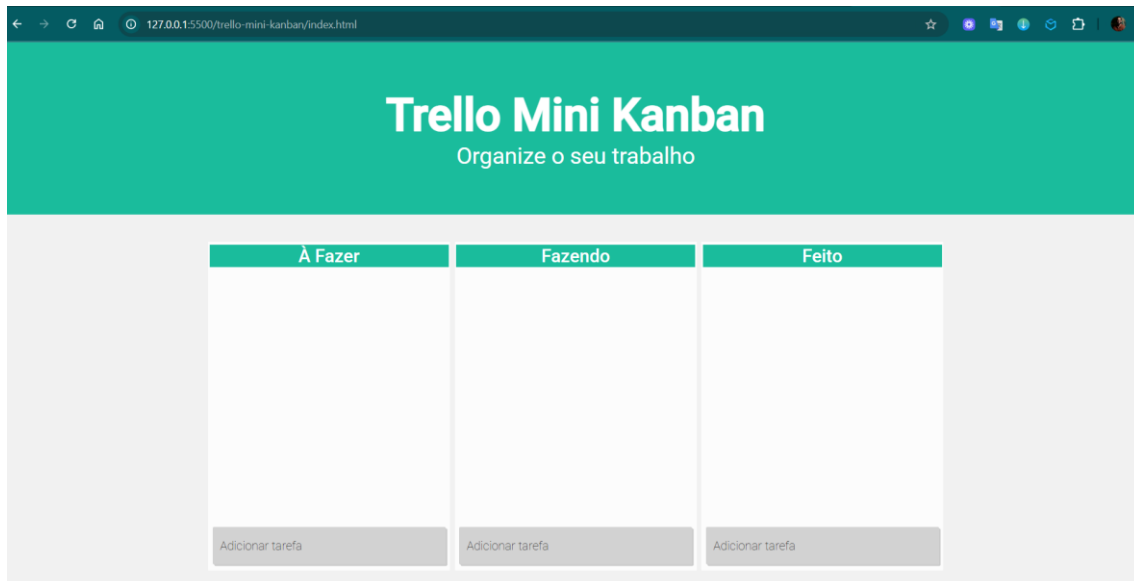 127.0.0.1:5500/trello-mini-kanban/index.html
Trello Mini Kanban
Organize o seu trabalho
À Fazer
Fazendo
Feito
Adicionar tarefa
Adicionar tarefa
Adicionar tarefa